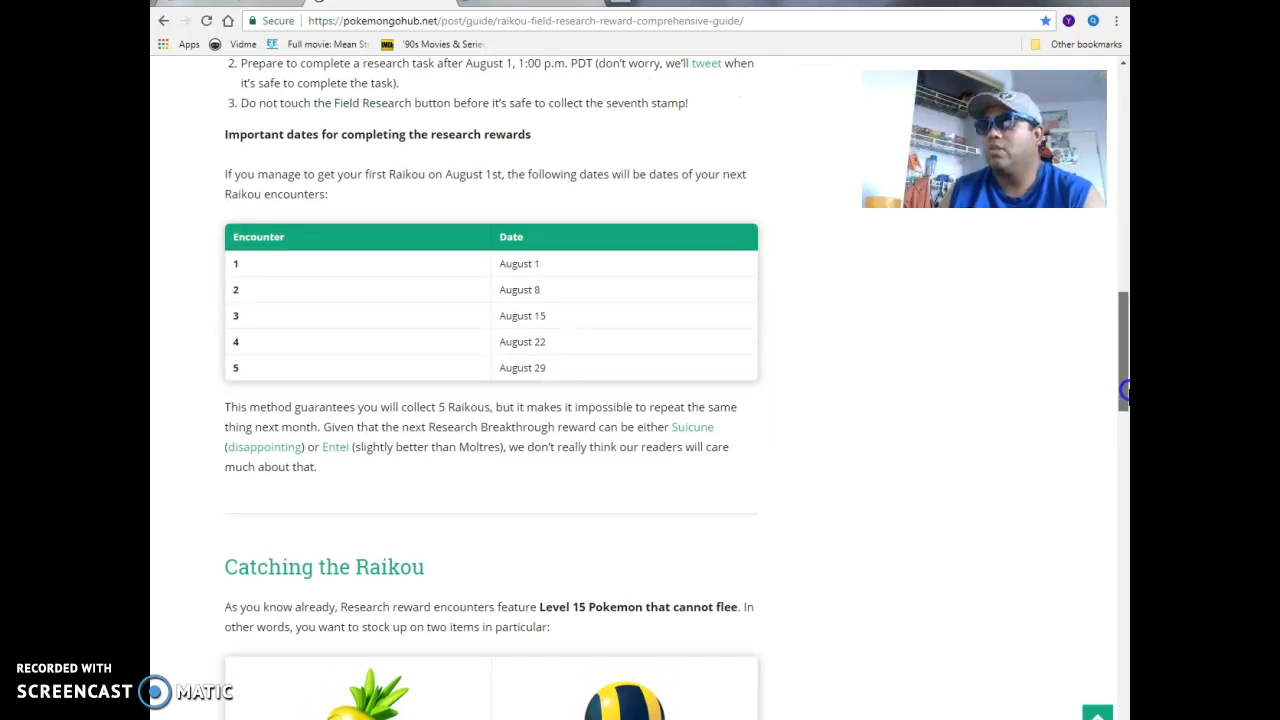 Secure https://pokemongohub.net/post/guide/raikou-field-research-reward-comprehensive-guide/
Apps Vidme Full movie: Mean St '90s Movies & Serie Other bookmarks
2. Prepare to complete a research task after August 1, 1:00 p.m. PDT (don't worry, we'll tweet when
it's safe to complete the task).
3. Do not touch the Field Research button before it's safe to collect the seventh stamp!
Important dates for completing the research rewards
If you manage to get your first Raikou on August 1st, the following dates will be dates of your next
Raikou encounters:
Encounter Date
1 August 1
2 August 8
3 August 15
4 August 22
5 August 29
This method guarantees you will collect 5 Raikous, but it makes it impossible to repeat the same
thing next month. Given that the next Research Breakthrough reward can be either Suicune
(disappointing) or Entei (slightly better than Moltres), we don't really think our readers will care
much about that.
Catching the Raikou
As you know already, Research reward encounters feature Level 15 Pokemon that cannot flee. In
other words, you want to stock up on two items in particular:
RECORDED WITH
SCREENCAST MATIC